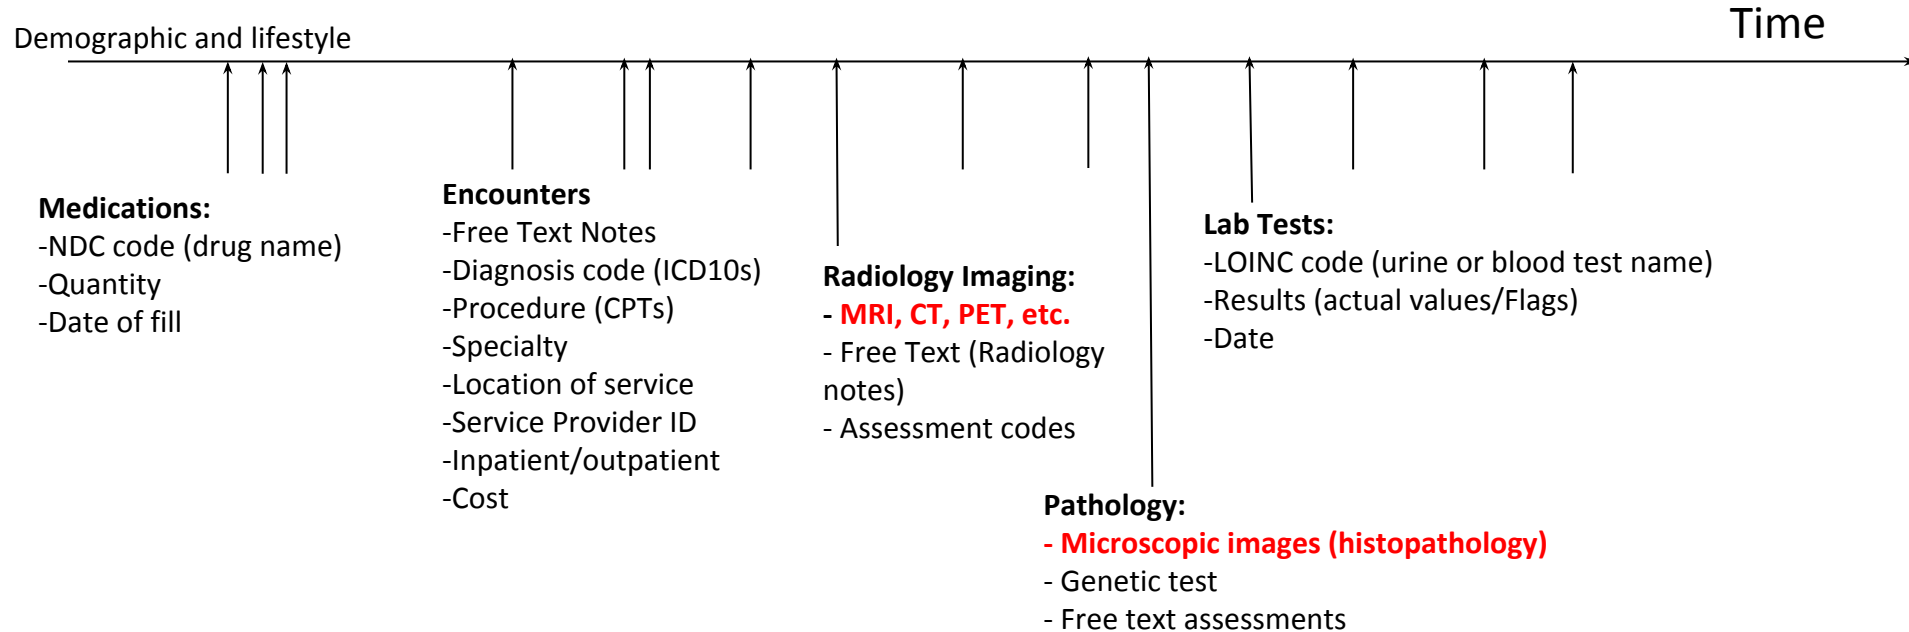 Demographic and lifestyle
Time
Medications:
-NDC code (drug name)
-Quantity
-Date of fill
Encounters
-Free Text Notes
-Diagnosis code (ICD10s)
-Procedure (CPTs)
-Specialty
-Location of service
-Service Provider ID
-Inpatient/outpatient
-Cost
Radiology Imaging:
- MRI, CT, PET, etc.
- Free Text (Radiology
notes)
- Assessment codes
Pathology:
- Microscopic images (histopathology)
- Genetic test
- Free text assessments
Lab Tests:
-LOINC code (urine or blood test name)
-Results (actual values/Flags)
-Date